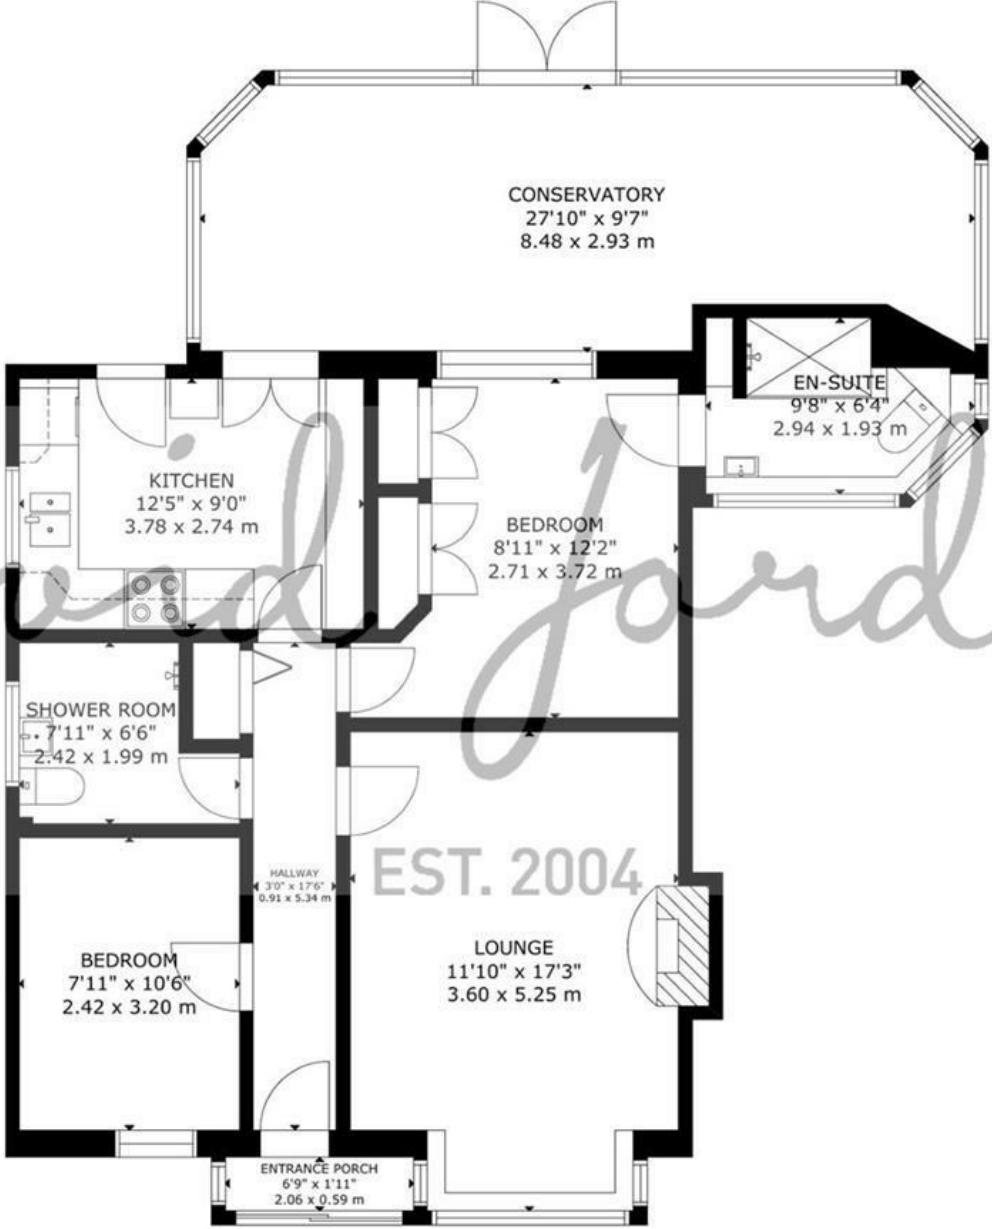 CONSERVATORY
27'10" x 9'7"
8.48 x 2.93 m
EN-SUITE
9'8" x 6'4"
2.94 x 1.93 m
KITCHEN
12'5" x 9'0"
3.78 x 2.74 m
BEDROOM
8'11" x 12'2"
2.71 x 3.72 m
SHOWER ROOM
7'11" x 6'6"
2.42 x 1.99 m
HALLWAY
3'0" x 17'6"
0.91 x 5.34 m
EST. 2004
LOUNGE
11'10" x 17'3"
3.60 x 5.25 m
BEDROOM
7'11" x 10'6"
2.42 x 3.20 m
ENTRANCE PORCH
6'9" x 1'11"
2.06 x 0.59 m